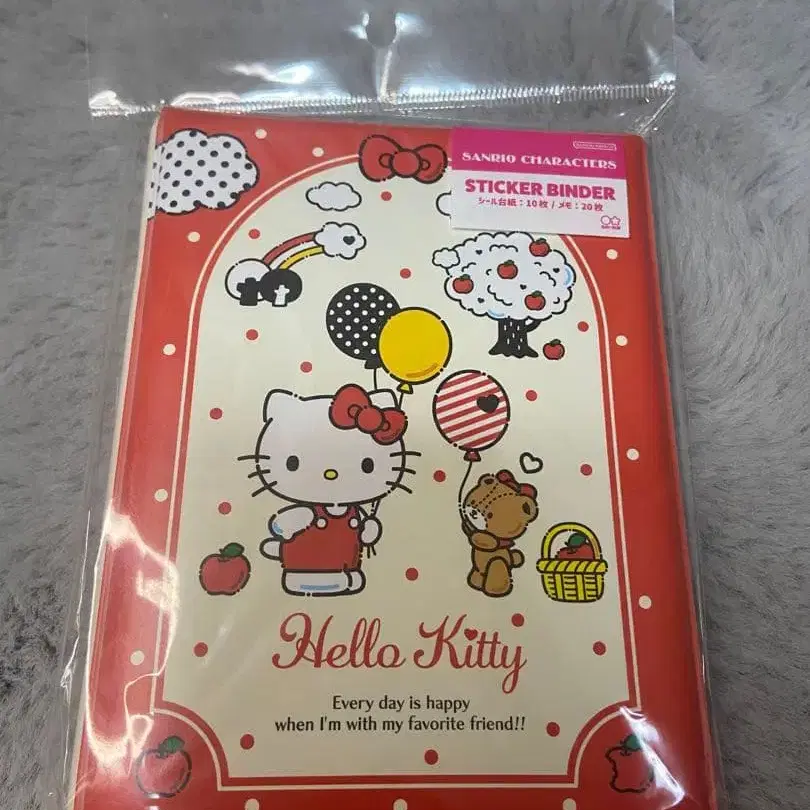 SANRIO CHARACTERS
STICKER BINDER
シール台紙：10枚 / メモ：20枚
Hello Kitty
Every day is happy
when I'm with my favorite friend!!